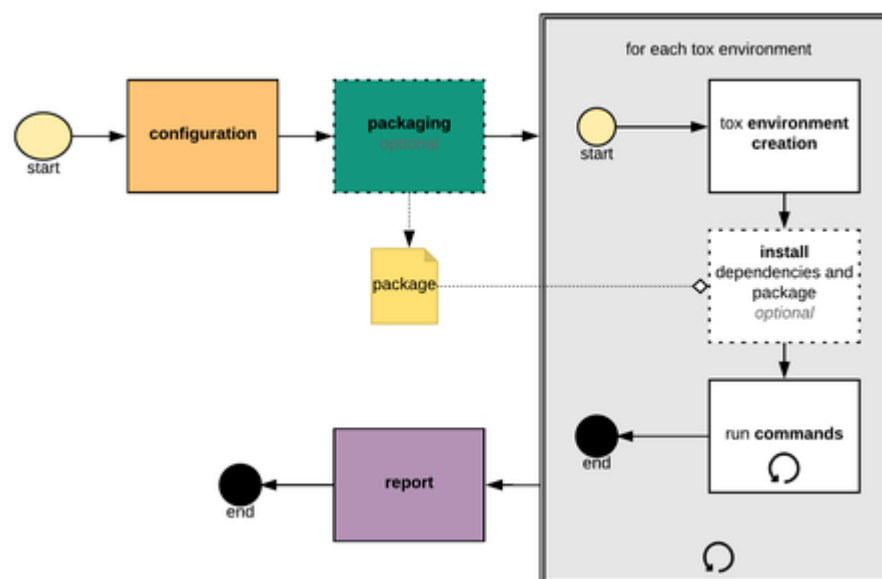 for each tox environment
start
configuration
packaging
optional
start
tox environment
creation
package
install
dependencies and
package
optional
run commands
end
report
end